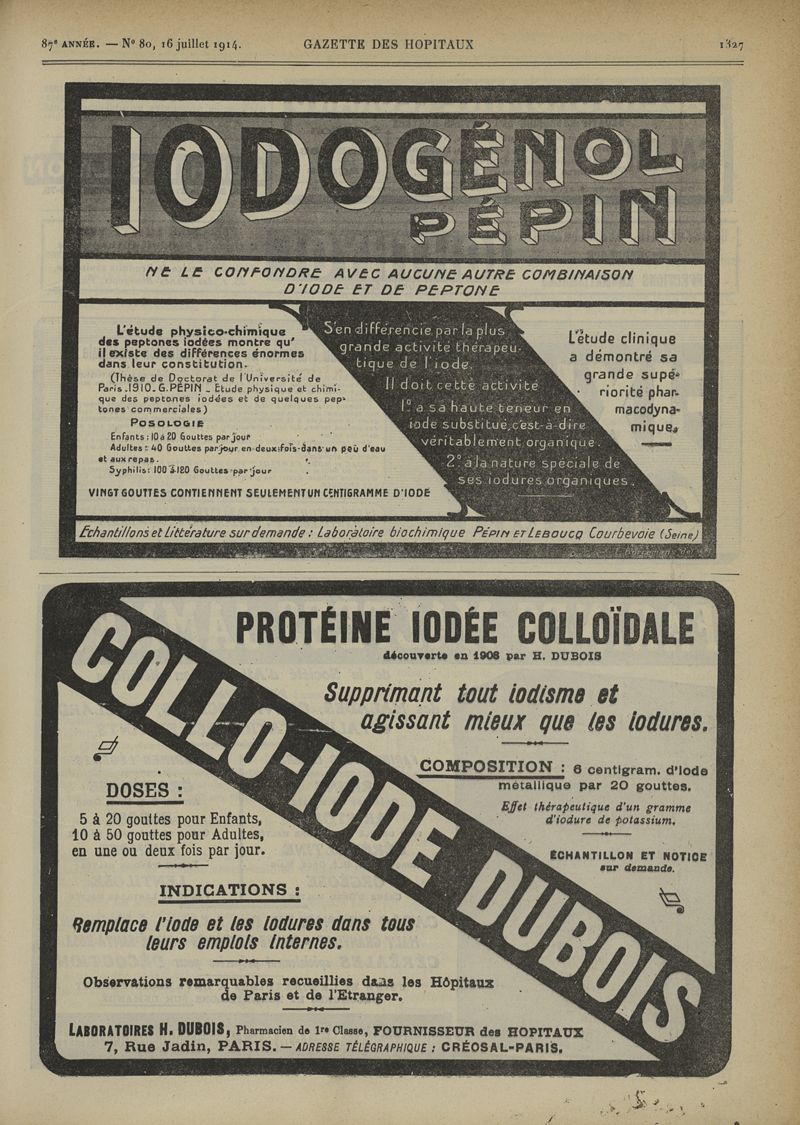 87e ANNÉE. — No 80, 16 juillet 1914.
GAZETTE DES HOPITAUX
1327
IODOGÉNOL
PÉPIN
NE LE CONFONDRE AVEC AUCUNE AUTRE COMBINAISON
D'IODE ET DE PEPTONE
L'étude physico-chimique
des peptones iodées montre qu'
il existe des différences énormes
dans leur constitution.
(Thèse de Doctorat de l'Université de
Paris.1910. G. PÉPIN _ Etude physique et chimi-
que des peptones iodées et de quelques pep-
tones commerciales)
POSOLOGIE
Enfants : 10 à 20 Gouttes par jour
Adultes : 40 Gouttes par jour en deux fois dans un peu d'eau
et aux repas.
Syphilis : 100 à 120 Gouttes par jour
VINGT GOUTTES CONTIENNENT SEULEMENT UN CENTIGRAMME D'IODE
S'en différencie par la plus
grande activité thérapeu-
tique de l'iode.
Il doit cette activité
1° a sa haute teneur en
iode substitué, c'est-à-dire
véritablement organique.
2° à la nature spéciale de
ses iodures organiques.
L'étude clinique
a démontré sa
grande supé-
riorité phar-
macodyna-
mique.
Echantillons et Littérature sur demande : Laboratoire biochimique PÉPIN ET LEBOUCQ Courbevoie (Seine)
PROTÉINE IODÉE COLLOÏDALE
découverte en 1908 par H. DUBOIS
Supprimant tout iodisme et
agissant mieux que les iodures.
COLLO-IODE DUBOIS
COMPOSITION : 6 centigram. d'Iode
métallique par 20 gouttes.
Effet thérapeutique d'un gramme
d'iodure de potassium.
ÉCHANTILLON ET NOTICE
sur demande.
DOSES :
5 à 20 gouttes pour Enfants,
10 à 50 gouttes pour Adultes,
en une ou deux fois par jour.
INDICATIONS :
Remplace l'Iode et les Iodures dans tous
leurs emplois internes.
Observations remarquables recueillies dans les Hôpitaux
de Paris et de l'Etranger.
LABORATOIRES H. DUBOIS, Pharmacien de 1re Classe, FOURNISSEUR des HOPITAUX
7, Rue Jadin, PARIS. — ADRESSE TÉLÉGRAPHIQUE : CRÉOSAL-PARIS.